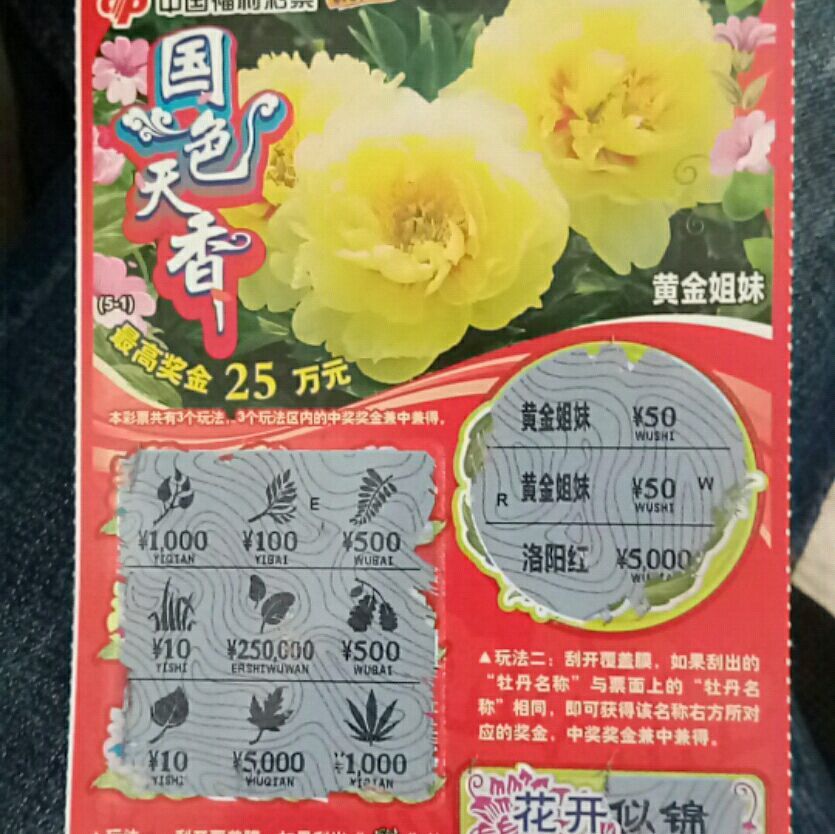 中国福利彩票
国色天香
(5-1)
黄金姐妹
最高奖金 25 万元
本彩票共有3个玩法，3个玩法区内的中奖奖金兼中兼得。
黄金姐妹 ¥50
WUSHI
R 黄金姐妹 ¥50 W
WUSHI
洛阳红 ¥5,000
E
¥1,000 ¥100 ¥500
YIQIAN YIBAI WUBAI
¥10 ¥250,000 ¥500
YISHI ERSHIWUWAN WUBAI
¥10 ¥5,000 1,000
YISHI WUQIAN YIQIAN
▲玩法二：刮开覆盖膜，如果刮出的
“牡丹名称”与票面上的“牡丹名
称”相同，即可获得该名称右方所对
应的奖金，中奖奖金兼中兼得。
花开似锦